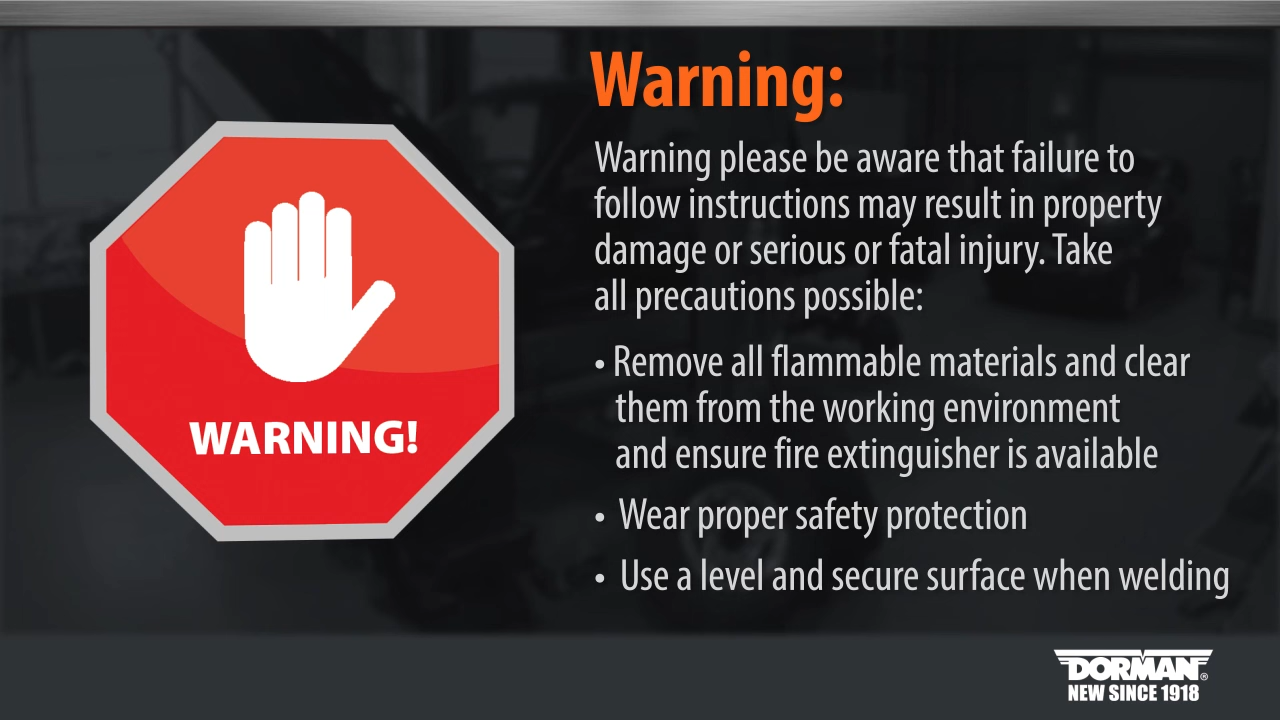 WARNING!
Warning:
Warning please be aware that failure to
follow instructions may result in property
damage or serious or fatal injury. Take
all precautions possible:
• Remove all flammable materials and clear
them from the working environment
and ensure fire extinguisher is available
• Wear proper safety protection
• Use a level and secure surface when welding
DORMAN®
NEW SINCE 1918